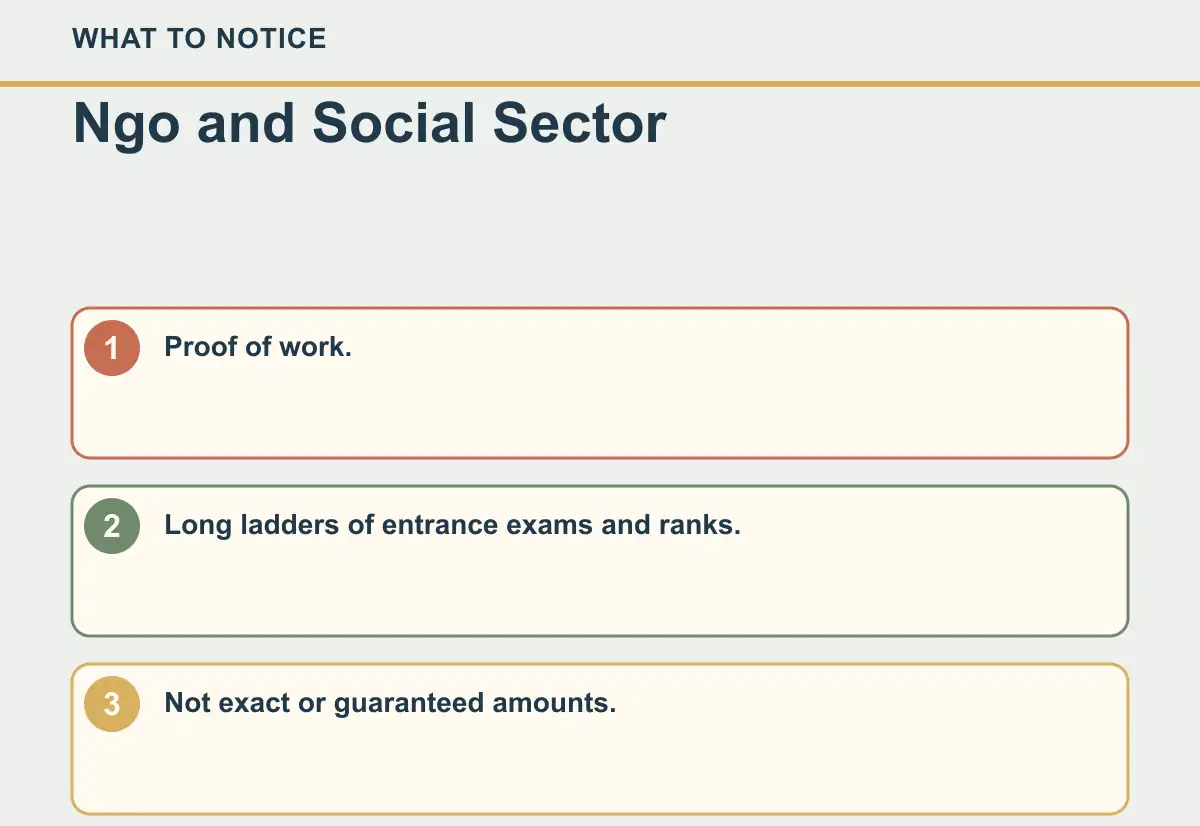 WHAT TO NOTICE
Ngo and Social Sector
1 Proof of work.
2 Long ladders of entrance exams and ranks.
3 Not exact or guaranteed amounts.